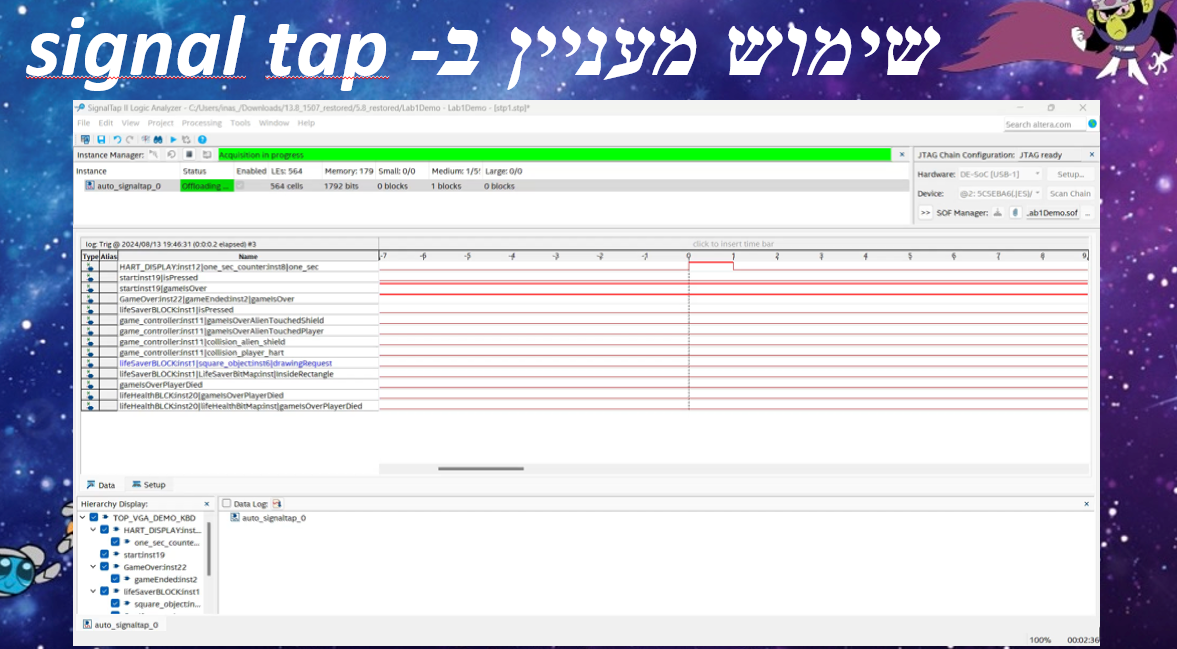 שימוש מעניין ב- signal tap
SignalTap II Logic Analyzer - C:/Users/inas_/Downloads/13.8_1507_restored/5.8_restored/Lab1Demo - Lab1Demo - [stp1.stp]*
File Edit View Project Processing Tools Window Help
Search altera.com
Instance Manager: Acquisition in progress
JTAG Chain Configuration: JTAG ready
Instance Status Enabled LEs: 564 Memory: 179 Small: 0/0 Medium: 1/5 Large: 0/0
auto_signaltap_0 Offloading... 564 cells 1792 bits 0 blocks 1 blocks 0 blocks
Hardware: DE-SoC [USB-1] Setup...
Device: @2: 5CSEBA6(.|ES)/ Scan Chain
>> SOF Manager: .ab1Demo.sof ...
log: Trig @ 2024/08/13 19:46:31 (0:0:0.2 elapsed) #3
click to insert time bar
Type Alias Name -7 -6 -5 -4 -3 -2 -1 0 1 2 3 4 5 6 7 8 9
HART_DISPLAY:inst12|one_sec_counter:inst8|one_sec
start:inst19|isPressed
start:inst19|gameIsOver
GameOver:inst22|gameEnded:inst2|gameIsOver
lifeSaverBLOCK:inst1|isPressed
game_controller:inst11|gameIsOverAlienTouchedShield
game_controller:inst11|gameIsOverAlienTouchedPlayer
game_controller:inst11|collision_alien_shield
game_controller:inst11|collision_player_hart
lifeSaverBLOCK:inst1|square_object:inst6|drawingRequest
lifeSaverBLOCK:inst1|LifeSaverBitMap:inst|InsideRectangle
gameIsOverPlayerDied
lifeHealthBLCK:inst20|gameIsOverPlayerDied
lifeHealthBLCK:inst20|lifeHealthBitMap:inst|gameIsOverPlayerDied
Data Setup
Hierarchy Display:
TOP_VGA_DEMO_KBD
HART_DISPLAY:inst...
one_sec_counte...
start:inst19
GameOver:inst22
gameEnded:inst2
lifeSaverBLOCK:inst1
square_object:in...
Data Log:
auto_signaltap_0
auto_signaltap_0
100% 00:02:36